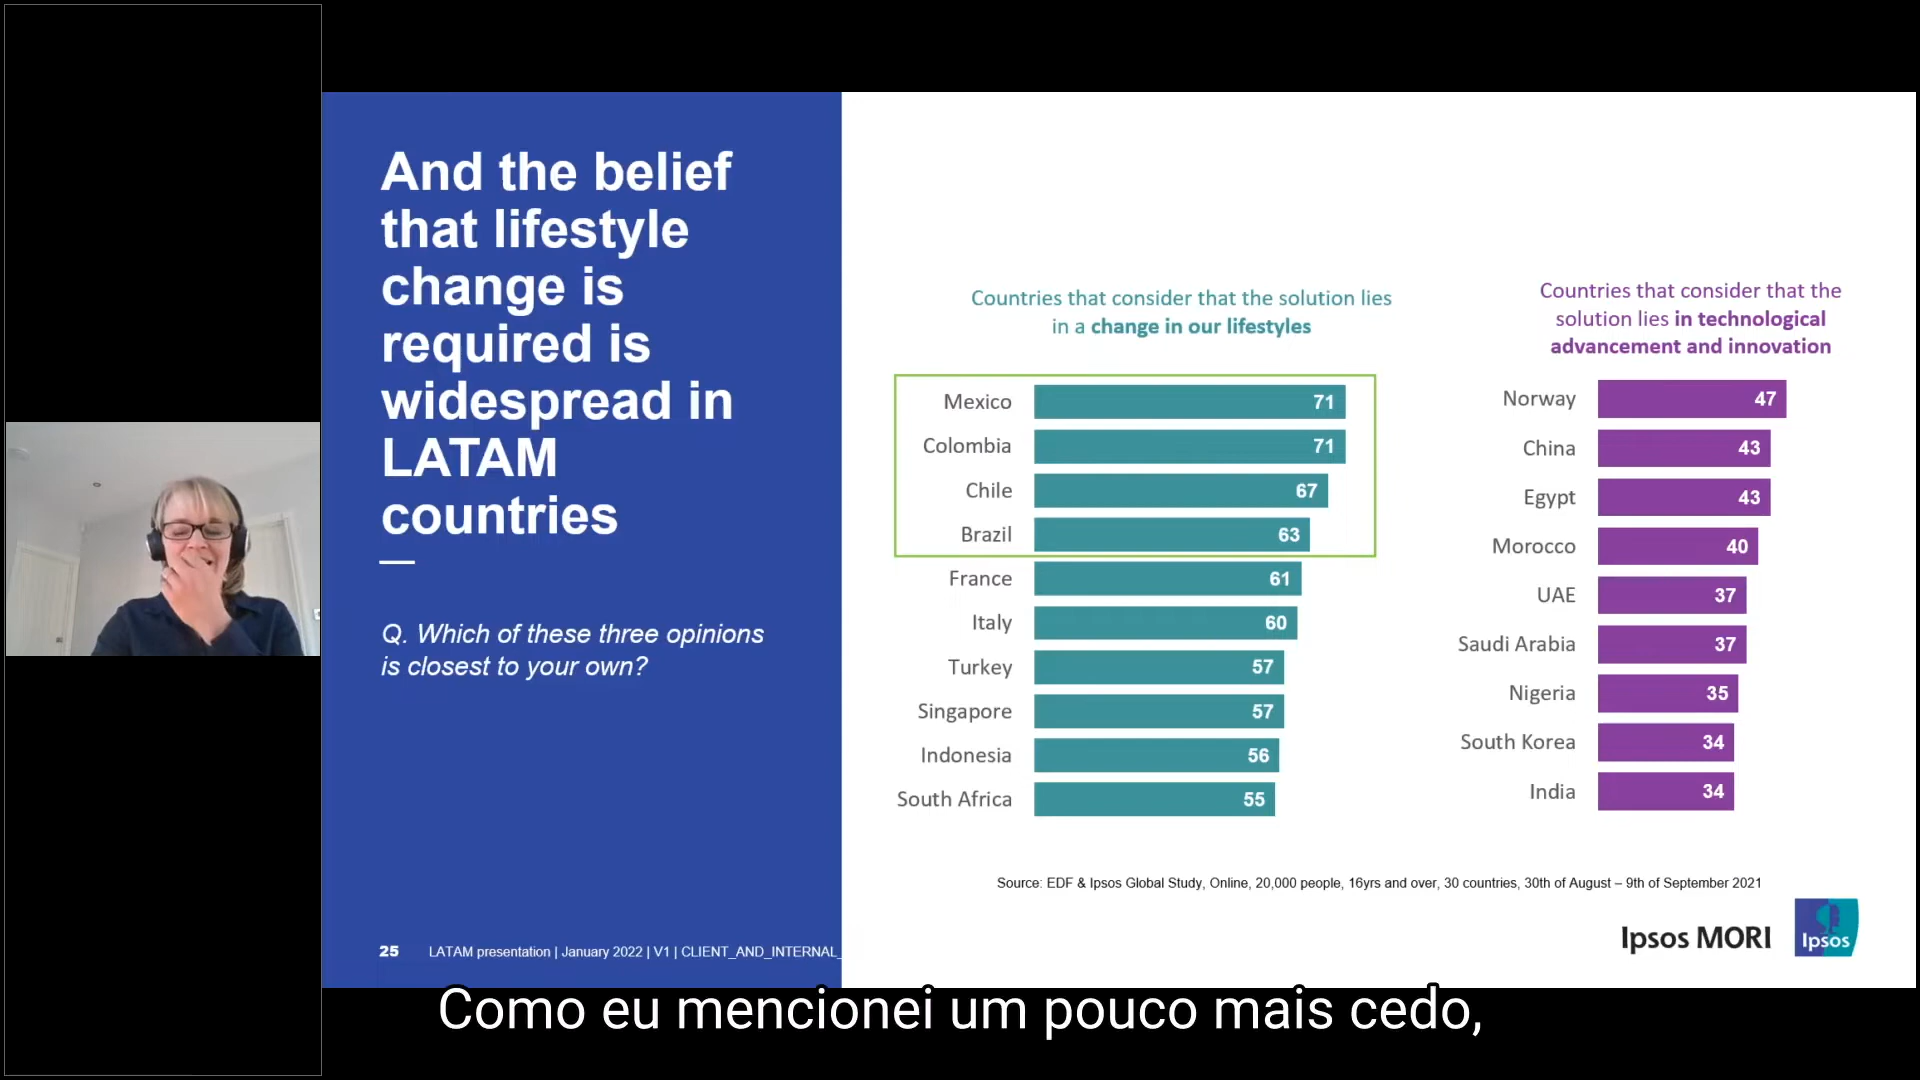 And the belief
that lifestyle
change is
required is
widespread in
LATAM
countries
Q. Which of these three opinions
is closest to your own?
25 LATAM presentation | January 2022 | V1 | CLIENT_AND_INTERNAL_
Countries that consider that the solution lies
in a change in our lifestyles
Mexico 71
Colombia 71
Chile 67
Brazil 63
France 61
Italy 60
Turkey 57
Singapore 57
Indonesia 56
South Africa 55
Countries that consider that the
solution lies in technological
advancement and innovation
Norway 47
China 43
Egypt 43
Morocco 40
UAE 37
Saudi Arabia 37
Nigeria 35
South Korea 34
India 34
Source: EDF & Ipsos Global Study, Online, 20,000 people, 16yrs and over, 30 countries, 30th of August – 9th of September 2021
Ipsos MORI
Ipsos
Como eu mencionei um pouco mais cedo,